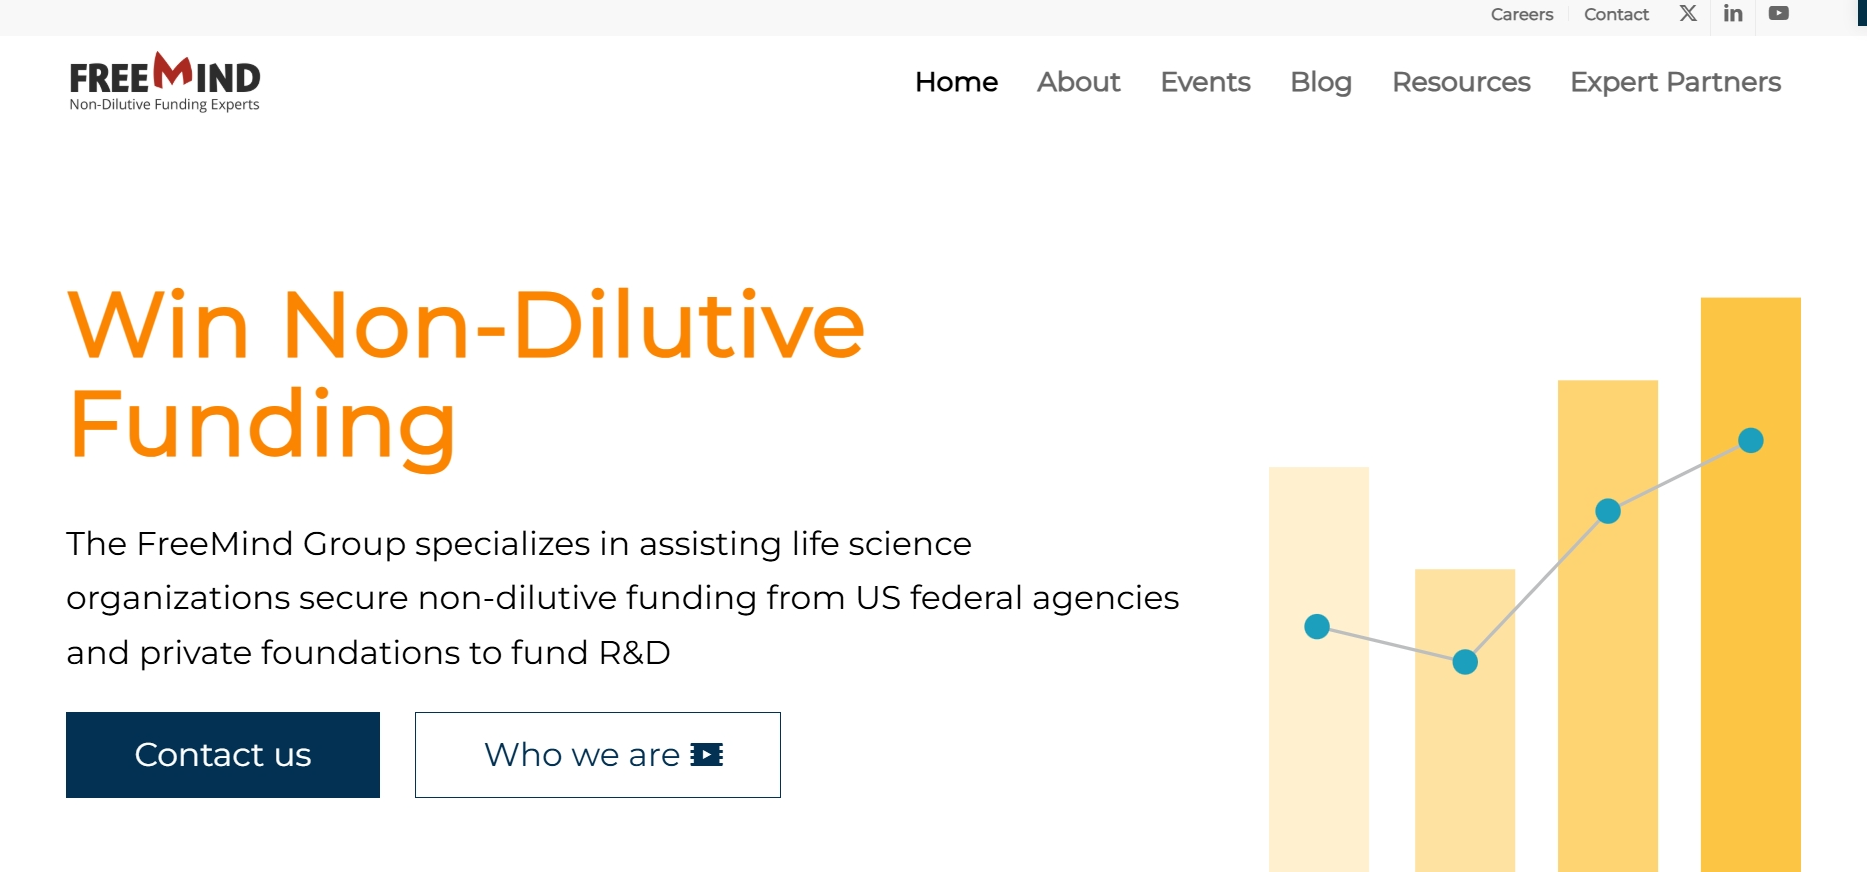 Careers
Contact
FREEMIND
Non-Dilutive Funding Experts
Home
About
Events
Blog
Resources
Expert Partners
Win Non-Dilutive
Funding
The FreeMind Group specializes in assisting life science
organizations secure non-dilutive funding from US federal agencies
and private foundations to fund R&D
Contact us
Who we are